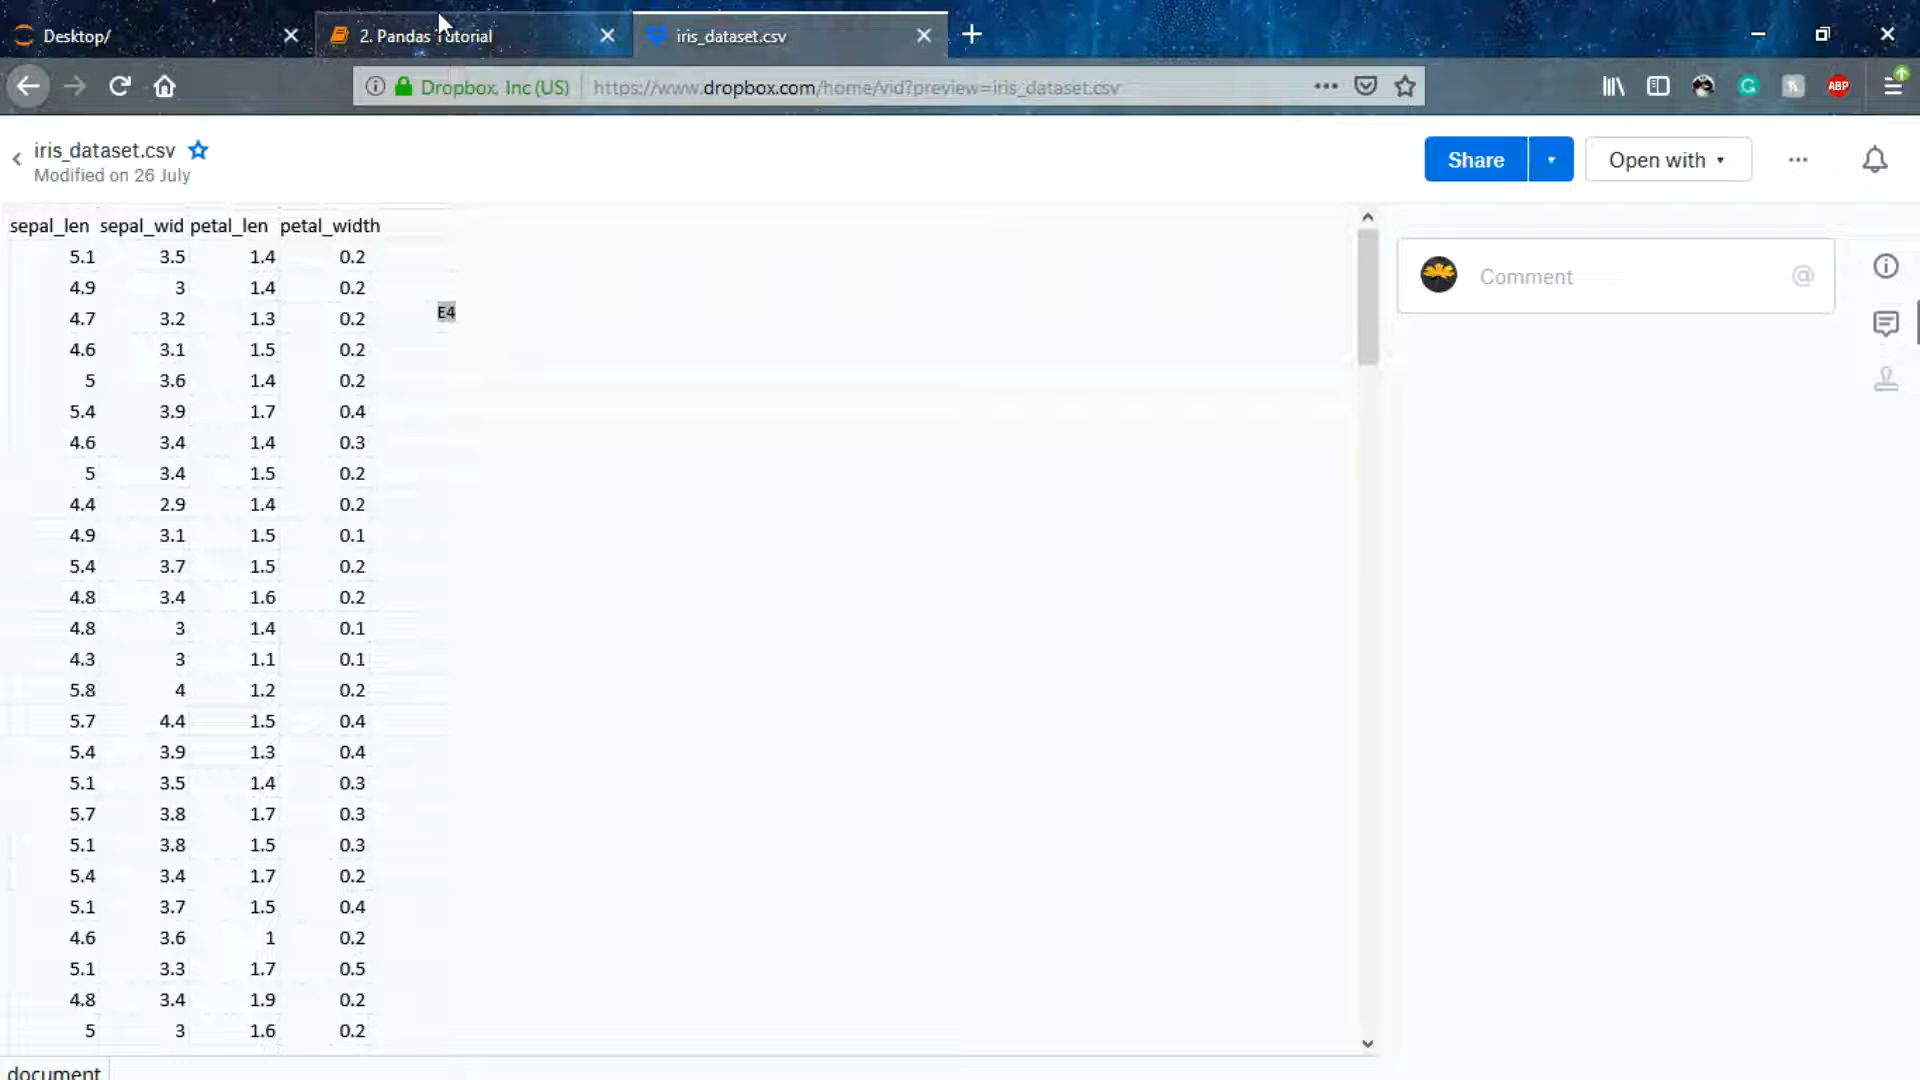 Desktop/
2. Pandas Tutorial
iris_dataset.csv
Dropbox, Inc (US)
https://www.dropbox.com/home/vid?preview=iris_dataset.csv
ABP
iris_dataset.csv
Modified on 26 July
Share
Open with
Comment
@
sepal_len sepal_wid petal_len petal_width
5.1 3.5 1.4 0.2
4.9 3 1.4 0.2
E4
4.7 3.2 1.3 0.2
4.6 3.1 1.5 0.2
5 3.6 1.4 0.2
5.4 3.9 1.7 0.4
4.6 3.4 1.4 0.3
5 3.4 1.5 0.2
4.4 2.9 1.4 0.2
4.9 3.1 1.5 0.1
5.4 3.7 1.5 0.2
4.8 3.4 1.6 0.2
4.8 3 1.4 0.1
4.3 3 1.1 0.1
5.8 4 1.2 0.2
5.7 4.4 1.5 0.4
5.4 3.9 1.3 0.4
5.1 3.5 1.4 0.3
5.7 3.8 1.7 0.3
5.1 3.8 1.5 0.3
5.4 3.4 1.7 0.2
5.1 3.7 1.5 0.4
4.6 3.6 1 0.2
5.1 3.3 1.7 0.5
4.8 3.4 1.9 0.2
5 3 1.6 0.2
document